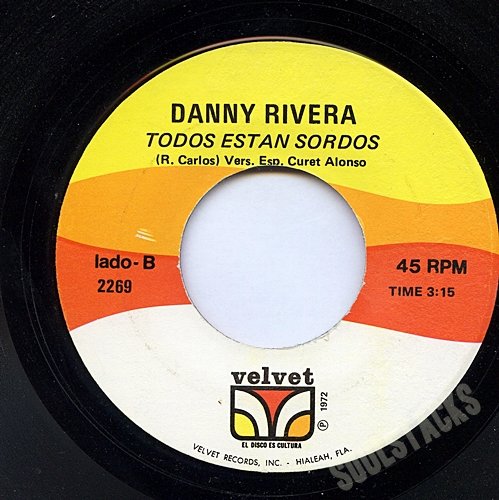 DANNY RIVERA
TODOS ESTAN SORDOS
(R. Carlos) Vers. Esp. Curet Alonso
lado-B
2269
45 RPM
TIME 3:15
velvet
EL DISCO ES CULTURA
℗ 1972
VELVET RECORDS, INC. - HIALEAH, FLA.
SOULSTACKS